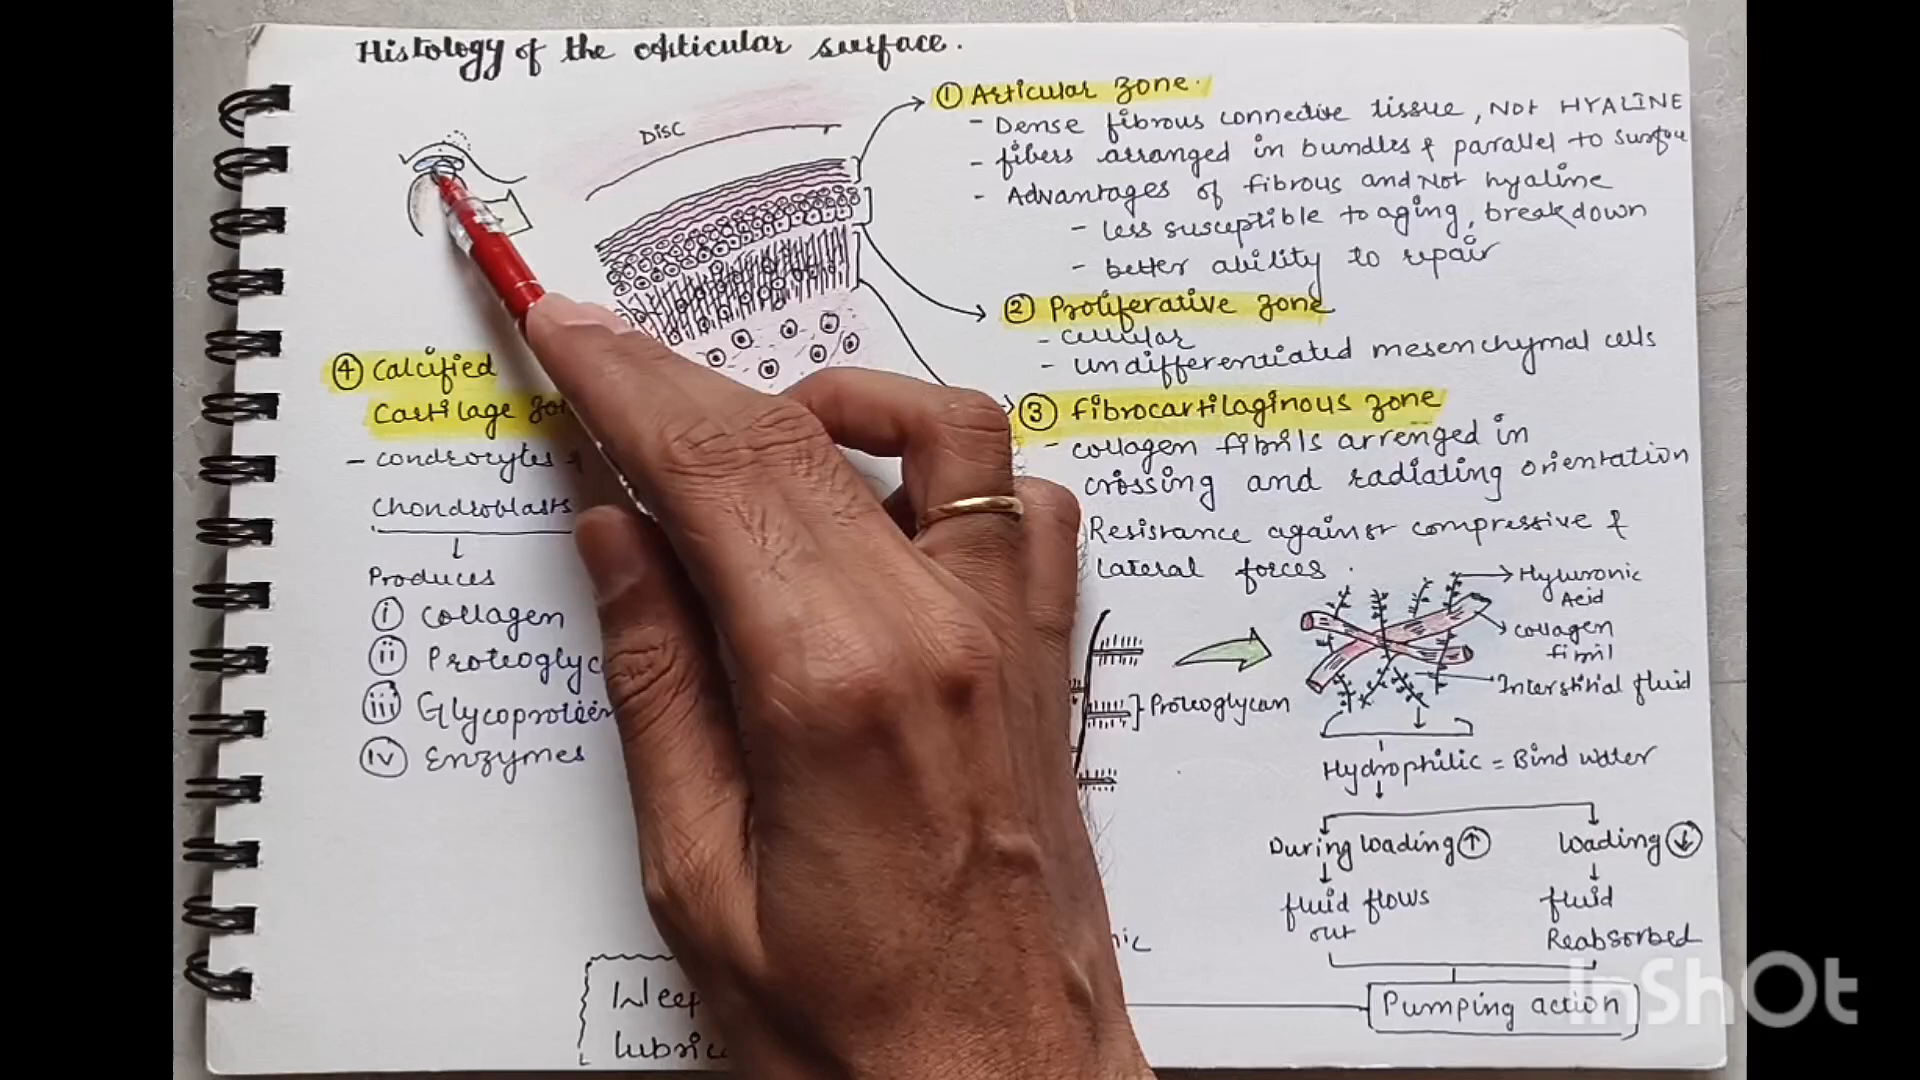 Histology of the articular surface.
Disc
① Articular zone.
- Dense fibrous connective tissue, NOT HYALINE
- fibers arranged in bundles & parallel to surface
- Advantages of fibrous and Not hyaline
- less susceptible to aging, breakdown
- better ability to repair
② Proliferative zone
- cellular
- undifferentiated mesenchymal cells
③ fibrocartilaginous zone
- collagen fibrils arrenged in
crossing and radiating orientation
Resistance against compressive &
lateral forces.
Hyluronic
Acid
collagen
fibril
Interstitial fluid
Proteoglycan
Hydrophilic = Bind water
During loading ↑
loading ↓
fluid flows
out
fluid
Reabsorbed
Pumping action
④ Calcified
Cartilage
- condrocytes &
Chondroblasts
Produces
i Collagen
ii Proteoglyc
iii Glycoprotein
iv Enzymes
Weep
lubric
InShOt